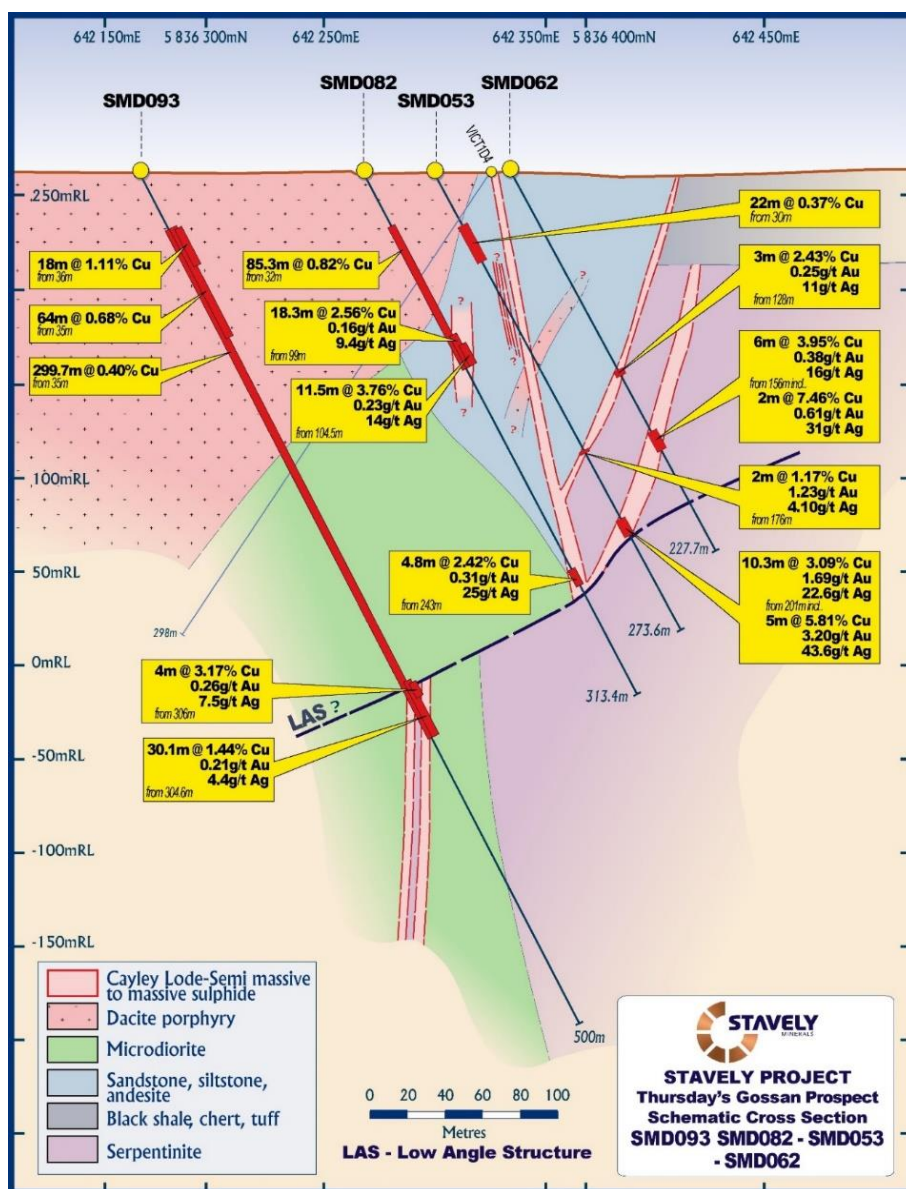 642 150mE
5 836 300mN
642 250mE
642 350mE
5 836 400mN
642 450mE
SMD093
SMD082
SMD053
SMD062
VICT1D4
250mRL
100mRL
50mRL
0mRL
-50mRL
-100mRL
-150mRL
18m @ 1.11% Cu
from 36m
64m @ 0.68% Cu
from 35m
299.7m @ 0.40% Cu
from 35m
85.3m @ 0.82% Cu
from 32m
18.3m @ 2.56% Cu
0.16g/t Au
9.4g/t Ag
from 99m
11.5m @ 3.76% Cu
0.23g/t Au
14g/t Ag
from 104.5m
?
?
?
?
?
?
22m @ 0.37% Cu
from 30m
3m @ 2.43% Cu
0.25g/t Au
11g/t Ag
from 128m
6m @ 3.95% Cu
0.38g/t Au
16g/t Ag
from 156m incl.
2m @ 7.46% Cu
0.61g/t Au
31g/t Ag
2m @ 1.17% Cu
1.23g/t Au
4.10g/t Ag
from 176m
10.3m @ 3.09% Cu
1.69g/t Au
22.6g/t Ag
from 201m incl.
5m @ 5.81% Cu
3.20g/t Au
43.6g/t Ag
4.8m @ 2.42% Cu
0.31g/t Au
25g/t Ag
from 243m
4m @ 3.17% Cu
0.26g/t Au
7.5g/t Ag
from 306m
30.1m @ 1.44% Cu
0.21g/t Au
4.4g/t Ag
from 304.6m
298m
227.7m
273.6m
313.4m
500m
LAS ?
Cayley Lode-Semi massive
to massive sulphide
Dacite porphyry
Microdiorite
Sandstone, siltstone,
andesite
Black shale, chert, tuff
Serpentinite
0 20 40 60 80 100
Metres
LAS - Low Angle Structure
STAVELY
MINERALS
STAVELY PROJECT
Thursday's Gossan Prospect
Schematic Cross Section
SMD093 SMD082 - SMD053
- SMD062